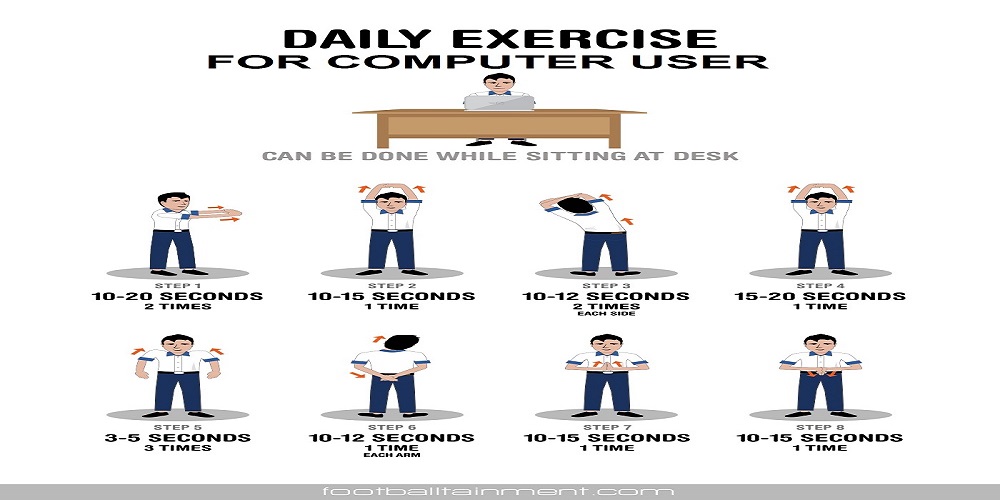 DAILY EXERCISE
FOR COMPUTER USER
CAN BE DONE WHILE SITTING AT DESK
STEP 1
10-20 SECONDS
2 TIMES
STEP 2
10-15 SECONDS
1 TIME
STEP 3
10-12 SECONDS
2 TIMES
EACH SIDE
STEP 4
15-20 SECONDS
1 TIME
STEP 5
3-5 SECONDS
3 TIMES
STEP 6
10-12 SECONDS
1 TIME
EACH ARM
STEP 7
10-15 SECONDS
1 TIME
STEP 8
10-15 SECONDS
1 TIME
footballtainment.com